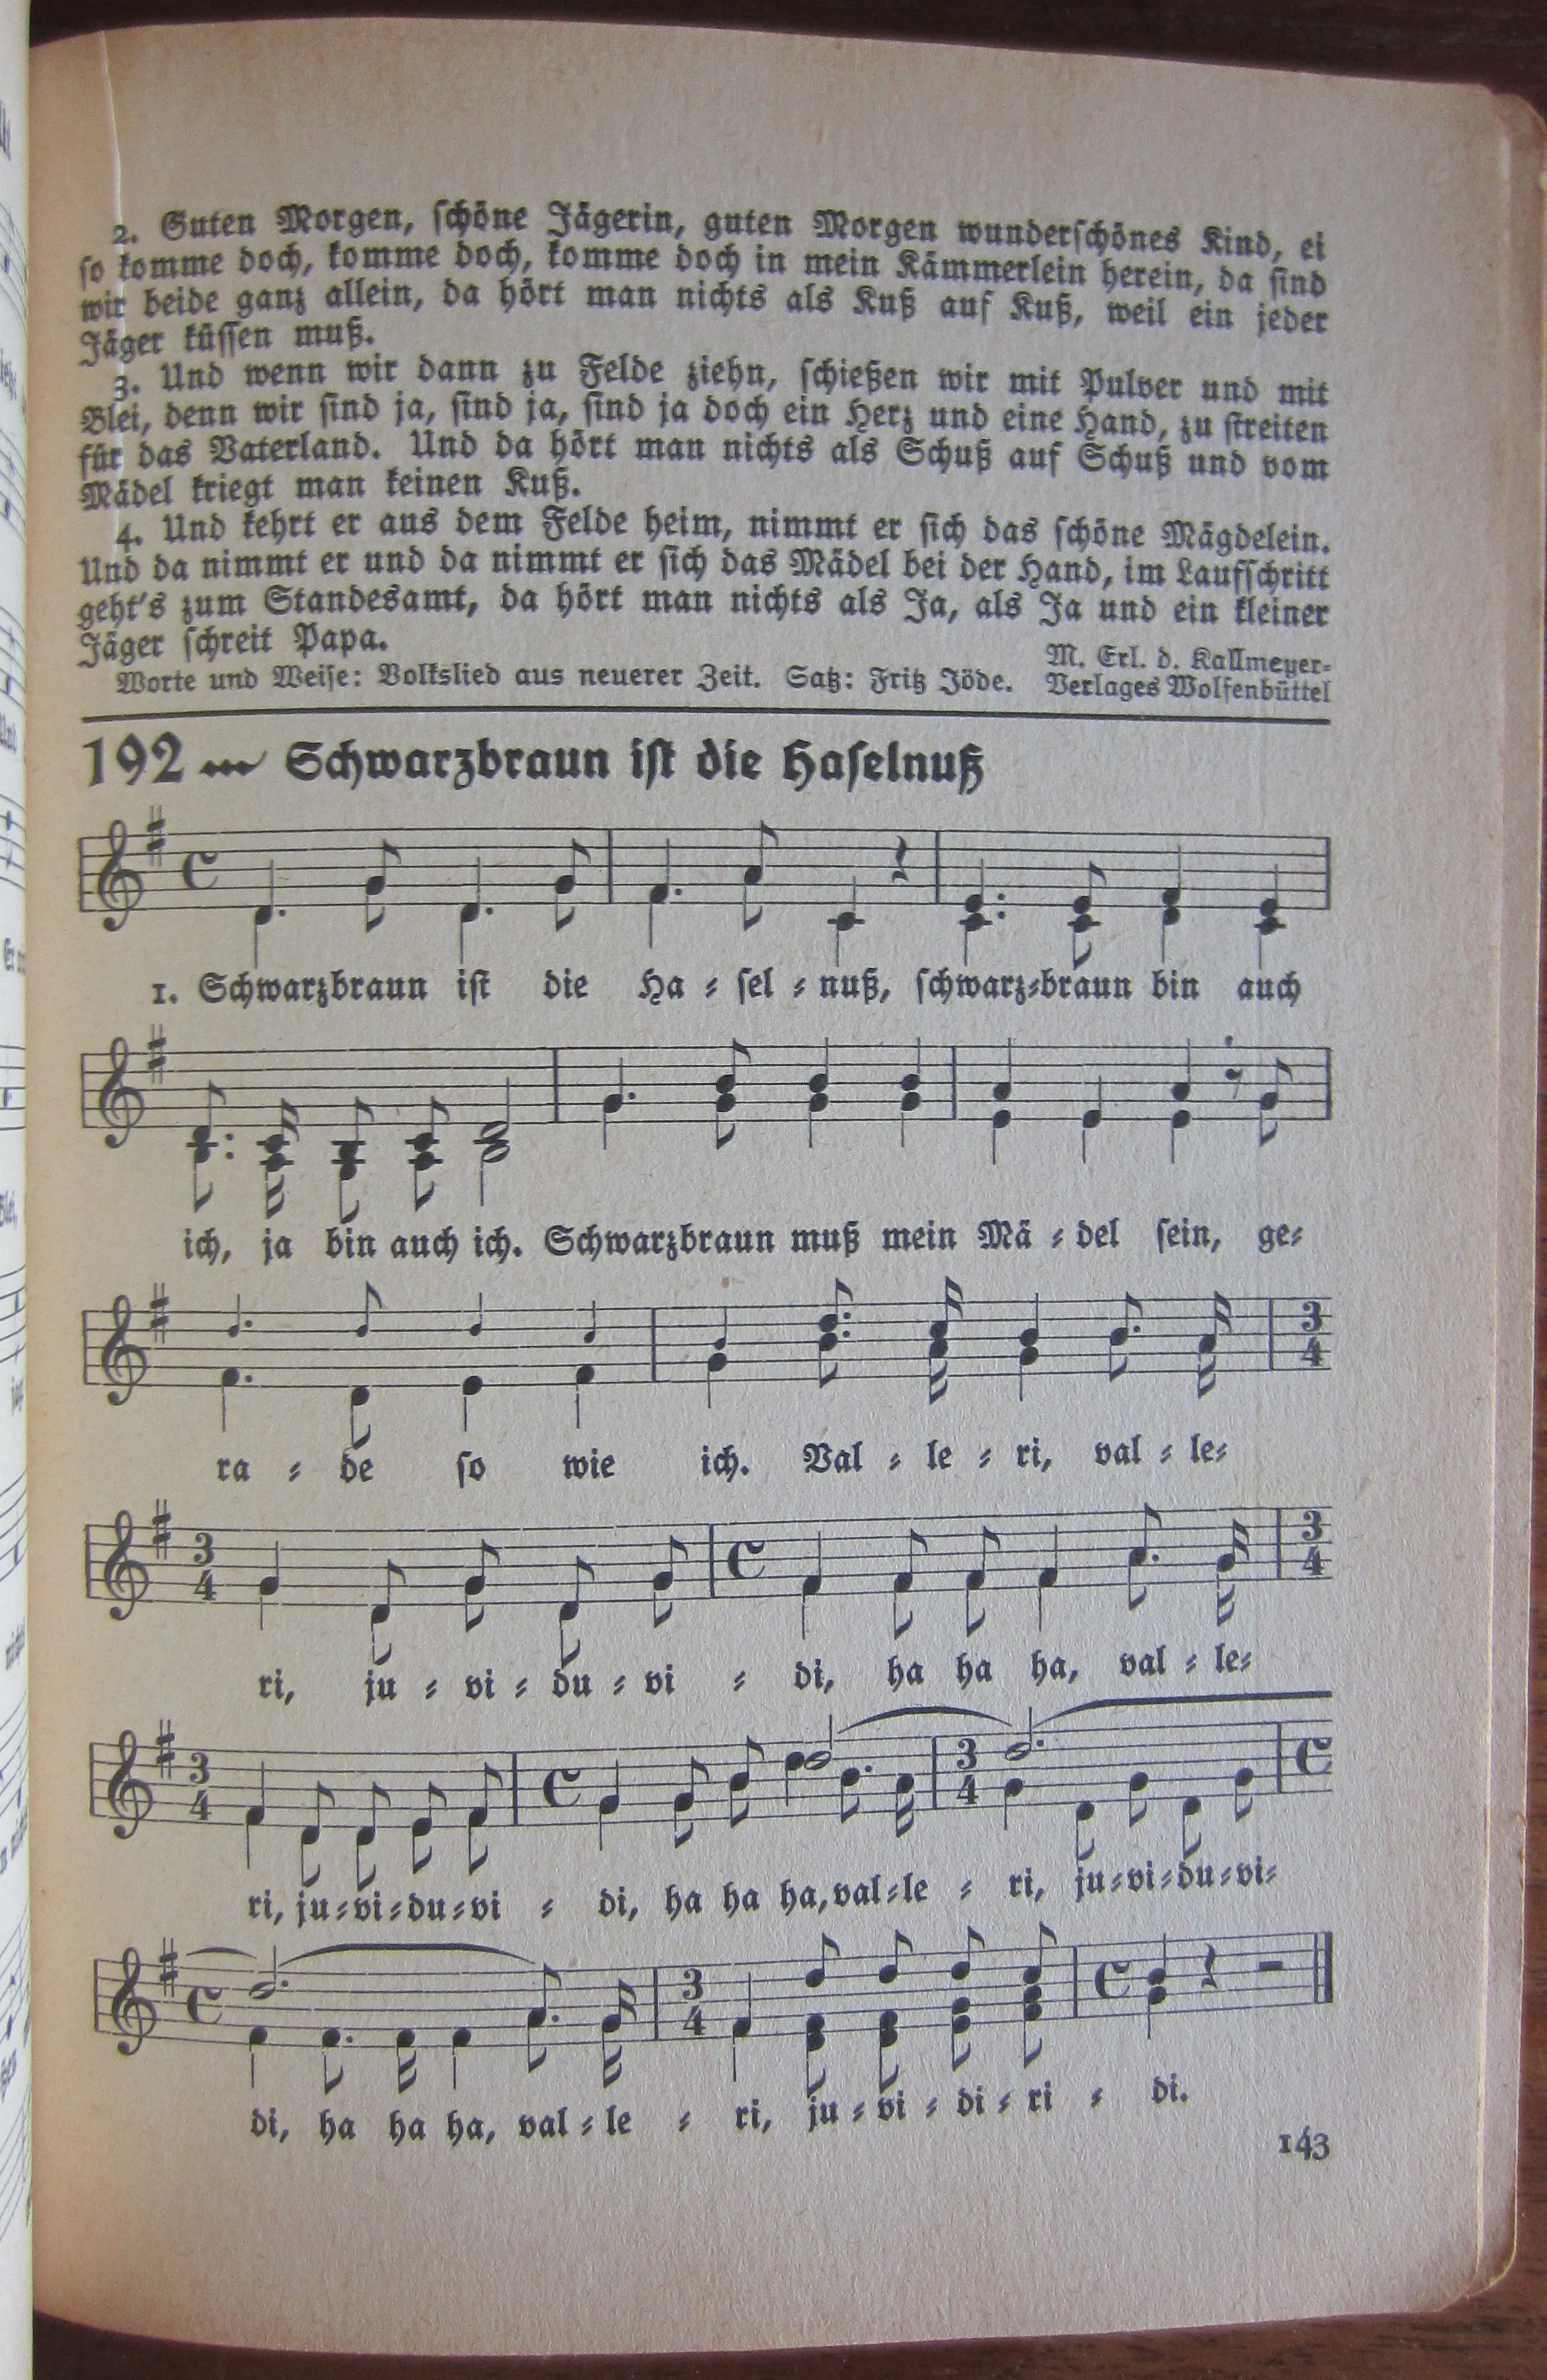 2. Guten Morgen, ſchöne Jägerin, guten Morgen wunderſchönes Kind, ei
ſo komme doch, komme doch, komme doch in mein Kämmerlein herein, da ſind
wir beide ganz allein, da hört man nichts als Kuß auf Kuß, weil ein jeder
Jäger küſſen muß.
3. Und wenn wir dann zu Felde ziehn, ſchießen wir mit Pulver und mit
Blei, denn wir ſind ja, ſind ja, ſind ja doch ein Herz und eine Hand, zu ſtreiten
für das Vaterland. Und da hört man nichts als Schuß auf Schuß und vom
Mädel kriegt man keinen Kuß.
4. Und kehrt er aus dem Felde heim, nimmt er ſich das ſchöne Mägdelein.
Und da nimmt er und da nimmt er ſich das Mädel bei der Hand, im Laufſchritt
geht's zum Standesamt, da hört man nichts als Ja, als Ja und ein kleiner
Jäger ſchreit Papa.
Worte und Weiſe: Volkslied aus neuerer Zeit. Satz: Fritz Jöde.
M. Erl. d. Kallmeyer-
Verlages Wolfenbüttel
192 Schwarzbraun iſt die Haſelnuß
1. Schwarzbraun iſt die Ha-ſel-nuß, ſchwarz-braun bin auch
ich, ja bin auch ich. Schwarzbraun muß mein Mä-del ſein, ge-
3 4
ra-de ſo wie ich. Val-le-ri, val-le-
3 4
3 4
ri, ju-vi-du-vi-di, ha ha ha, val-le-
3 4
3 4
ri, ju-vi-du-vi-di, ha ha ha, val-le-ri, ju-vi-du-vi-
3 4
di, ha ha ha, val-le-ri, ju-vi-di-ri-di.
143